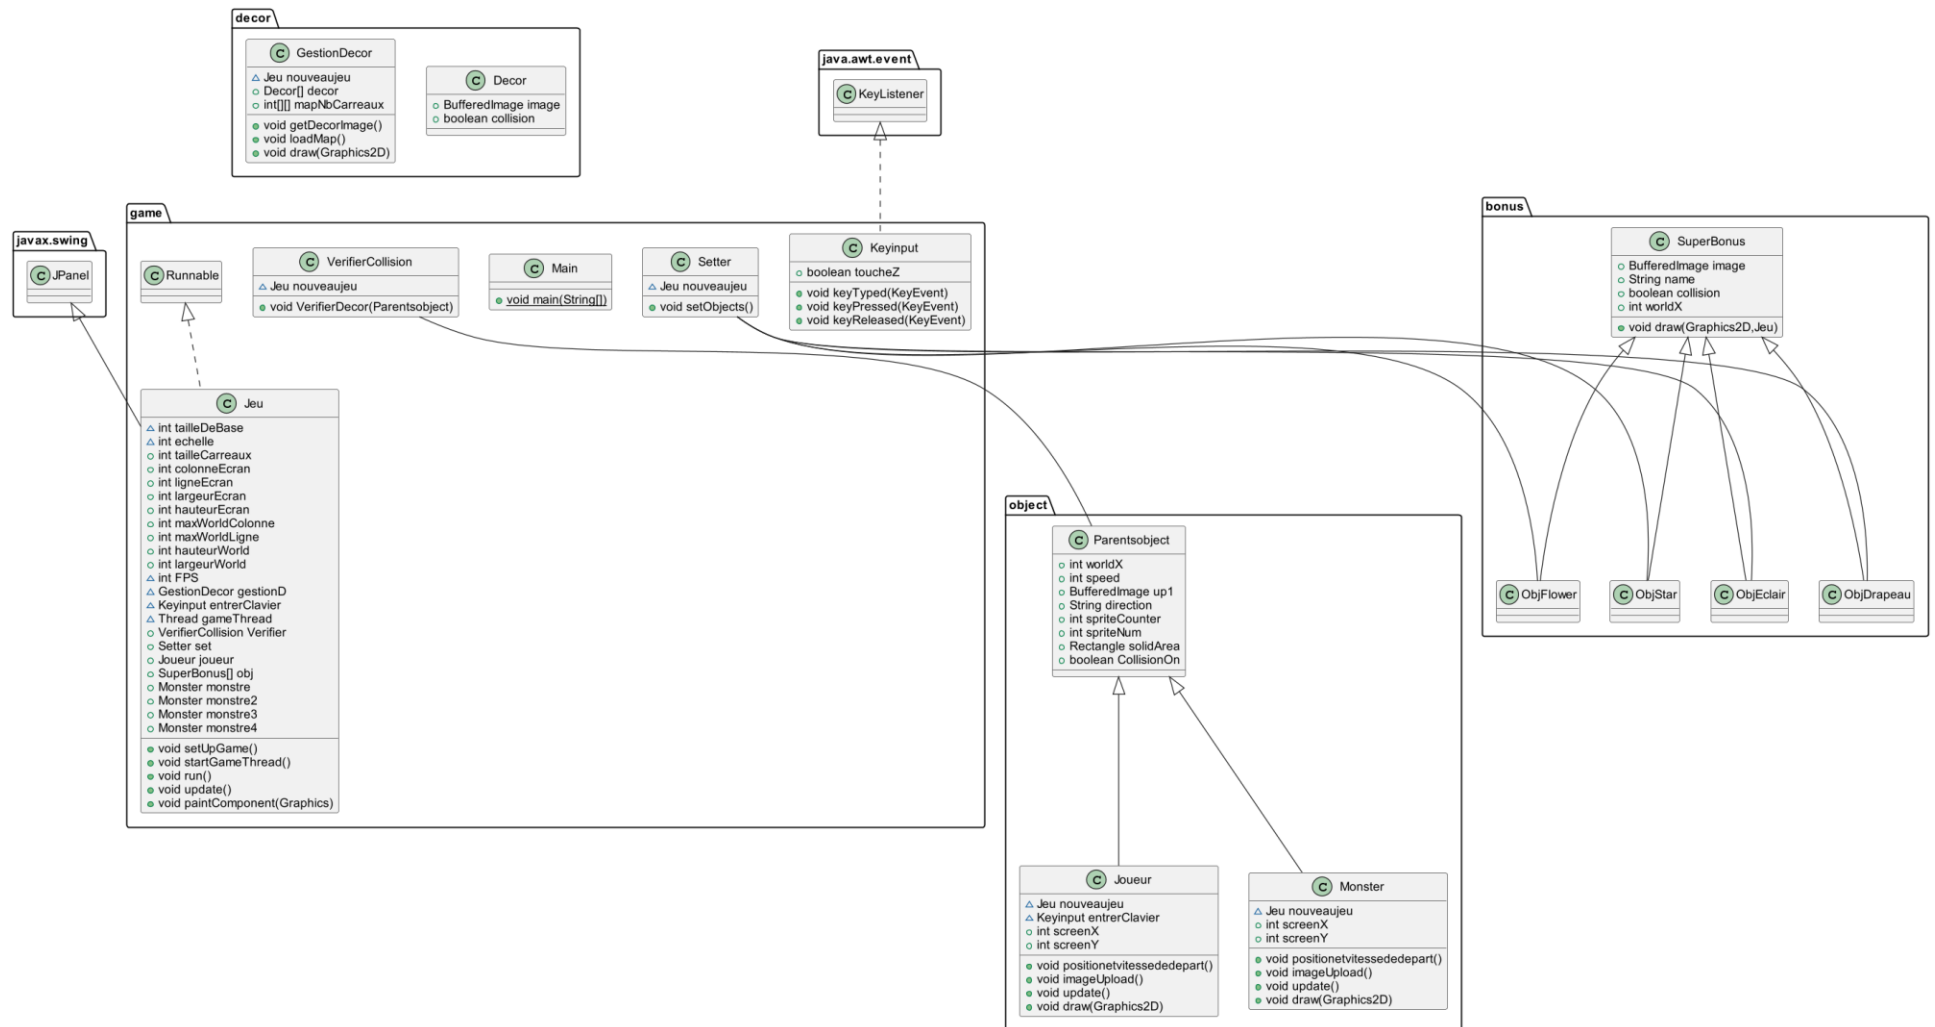 decor
GestionDecor
Jeu nouveaujeu
Decor[] decor
int[][] mapNbCarreaux
void getDecorImage()
void loadMap()
void draw(Graphics2D)
Decor
BufferedImage image
boolean collision
java.awt.event
KeyListener
javax.swing
JPanel
game
Runnable
VerifierCollision
Jeu nouveaujeu
void VerifierDecor(Parentsobject)
Main
void main(String[])
Setter
Jeu nouveaujeu
void setObjects()
Keyinput
boolean toucheZ
void keyTyped(KeyEvent)
void keyPressed(KeyEvent)
void keyReleased(KeyEvent)
Jeu
int tailleDeBase
int echelle
int tailleCarreaux
int colonneEcran
int ligneEcran
int largeurEcran
int hauteurEcran
int maxWorldColonne
int maxWorldLigne
int hauteurWorld
int largeurWorld
int FPS
GestionDecor gestionD
Keyinput entrerClavier
Thread gameThread
VerifierCollision Verifier
Setter set
Joueur joueur
SuperBonus[] obj
Monster monstre
Monster monstre2
Monster monstre3
Monster monstre4
void setUpGame()
void startGameThread()
void run()
void update()
void paintComponent(Graphics)
bonus
SuperBonus
BufferedImage image
String name
boolean collision
int worldX
void draw(Graphics2D,Jeu)
ObjFlower
ObjStar
ObjEclair
ObjDrapeau
object
Parentsobject
int worldX
int speed
BufferedImage up1
String direction
int spriteCounter
int spriteNum
Rectangle solidArea
boolean CollisionOn
Joueur
Jeu nouveaujeu
Keyinput entrerClavier
int screenX
int screenY
void positionetvitessededepart()
void imageUpload()
void update()
void draw(Graphics2D)
Monster
Jeu nouveaujeu
int screenX
int screenY
void positionetvitessededepart()
void imageUpload()
void update()
void draw(Graphics2D)